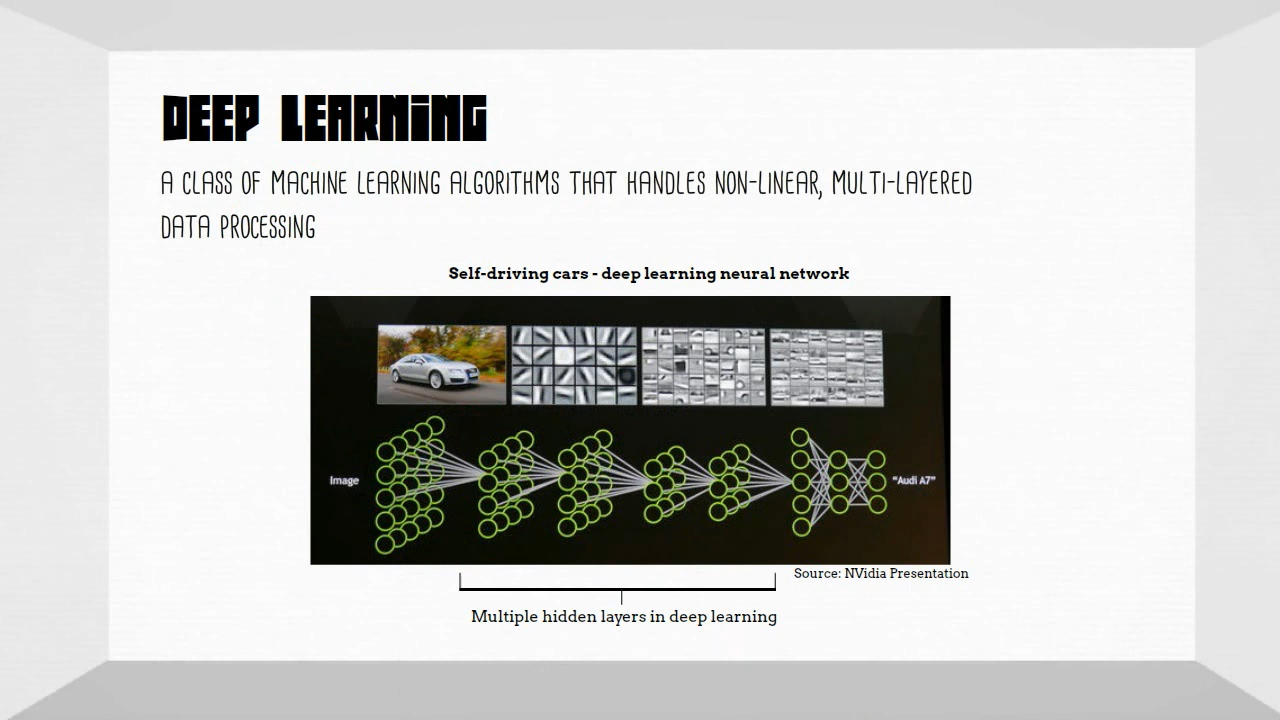 DEEP LEARNING
A CLASS OF MACHINE LEARNING ALGORITHMS THAT HANDLES NON-LINEAR, MULTI-LAYERED
DATA PROCESSING
Self-driving cars - deep learning neural network
Image
"Audi A7"
Source: NVidia Presentation
Multiple hidden layers in deep learning